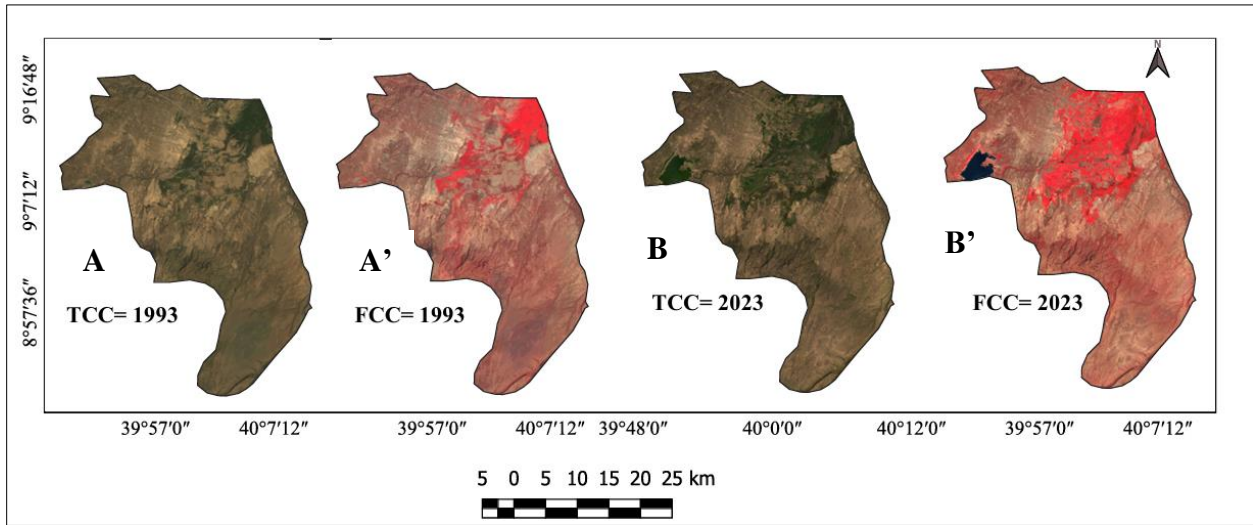 N
9°16′48″
9°7′12″
8°57′36″
A
A’
B
B’
TCC= 1993
FCC= 1993
TCC= 2023
FCC= 2023
39°57′0″ 40°7′12″ 39°57′0″ 40°7′12″ 39°48′0″ 40°0′0″ 40°12′0″ 39°57′0″ 40°7′12″
5 0 5 10 15 20 25 km